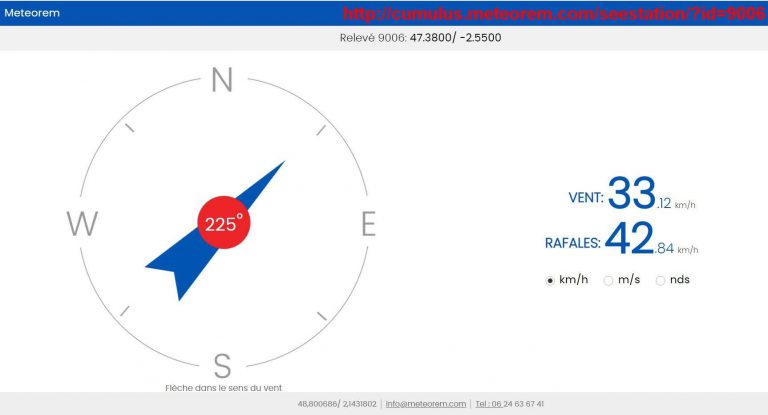 Meteorem
http://cumulus.meteorem.com/seestation/?id=9006
Relevé 9006: 47.3800/ -2.5500
N
W
225°
E
S
Flèche dans le sens du vent
VENT: 33.12 km/h
RAFALES: 42.84 km/h
km/h m/s nds
48,800686/ 2,1431802 | info@meteorem.com | Tel : 06 24 63 67 41